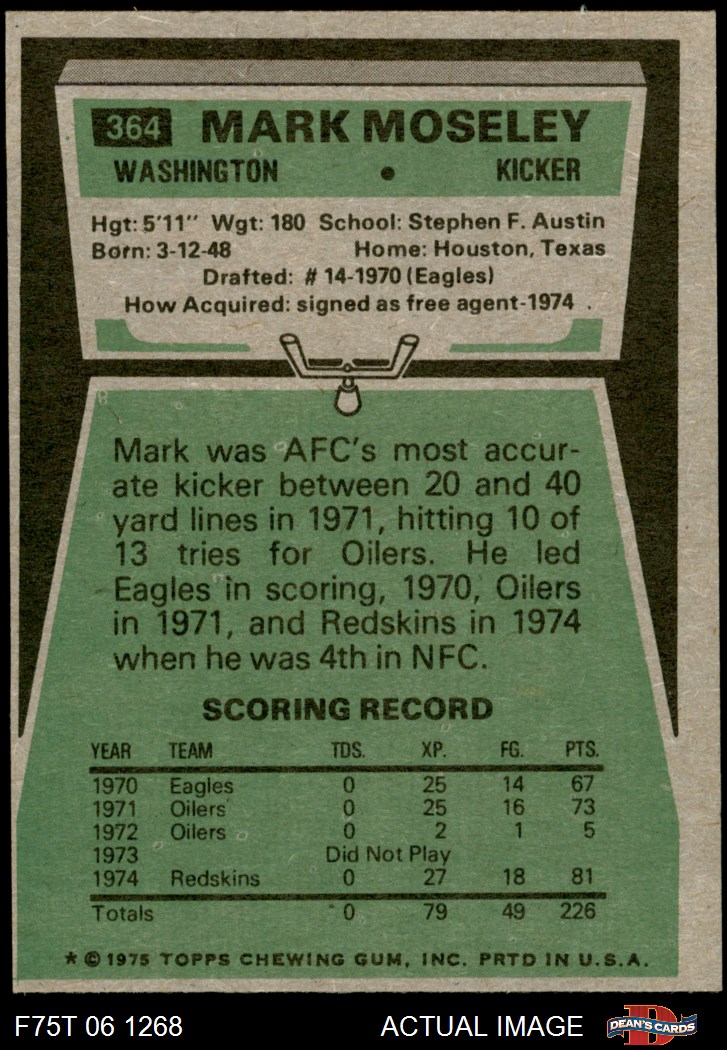 364 MARK MOSELEY
WASHINGTON • KICKER
Hgt: 5'11" Wgt: 180 School: Stephen F. Austin
Born: 3-12-48 Home: Houston, Texas
Drafted: # 14-1970 (Eagles)
How Acquired: signed as free agent-1974
Mark was AFC's most accur-
ate kicker between 20 and 40
yard lines in 1971, hitting 10 of
13 tries for Oilers. He led
Eagles in scoring, 1970, Oilers
in 1971, and Redskins in 1974
when he was 4th in NFC.
SCORING RECORD
YEAR TEAM TDS. XP. FG. PTS.
1970 Eagles 0 25 14 67
1971 Oilers 0 25 16 73
1972 Oilers 0 2 1 5
1973 Did Not Play
1974 Redskins 0 27 18 81
Totals 0 79 49 226
* © 1975 TOPPS CHEWING GUM, INC. PRTD IN U.S.A.
F75T 06 1268 ACTUAL IMAGE D DEAN'S CARDS